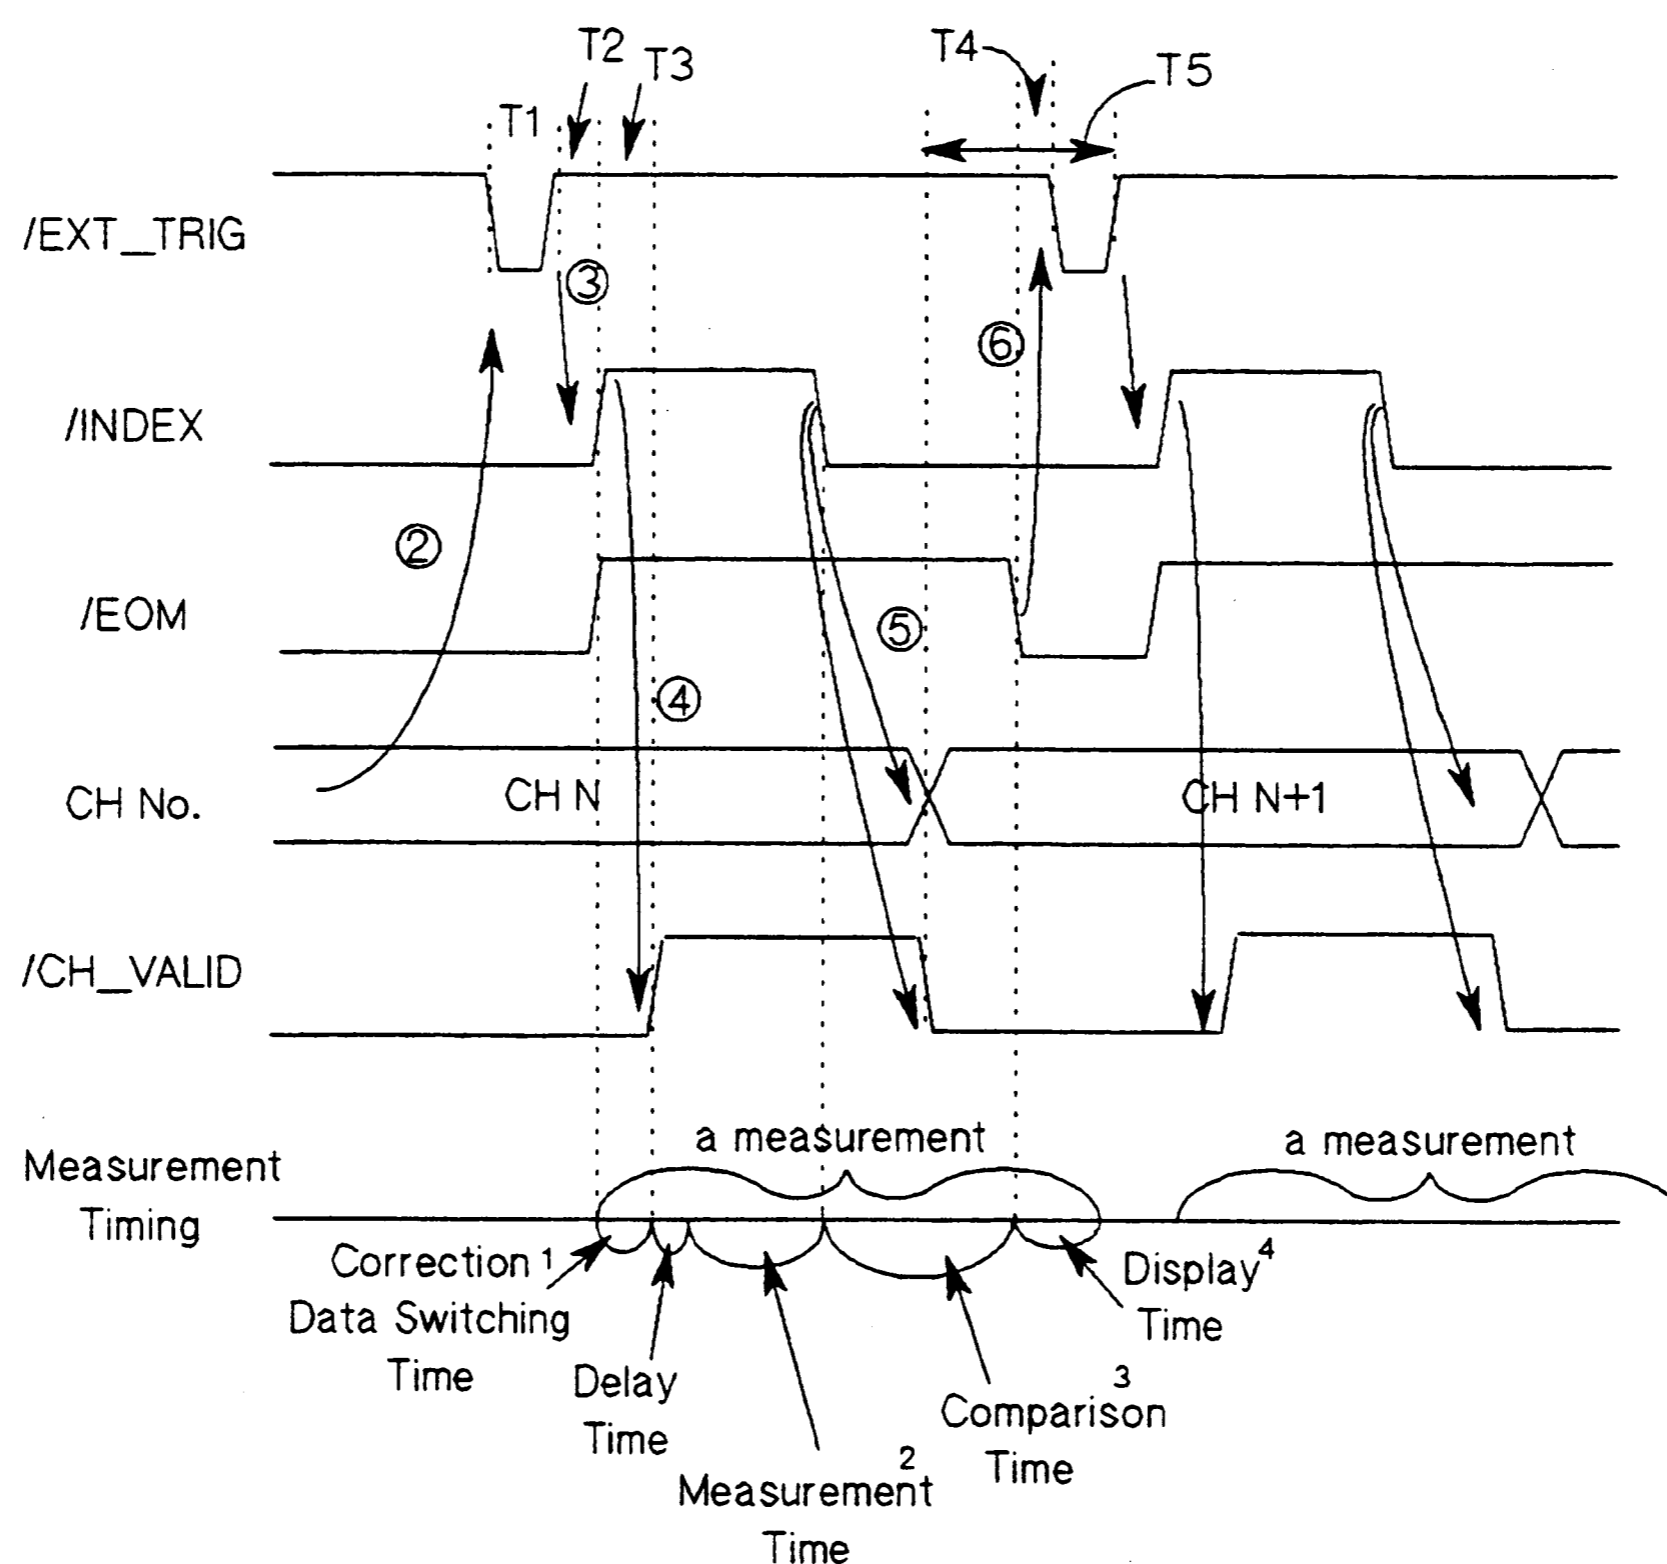 T2
T3
T4
T5
T1
/EXT_TRIG
③
⑥
/INDEX
②
/EOM
⑤
④
CH No.
CH N
CH N+1
/CH_VALID
a measurement
a measurement
Measurement
Timing
Correction 1
Data Switching
Time
Delay
Time
Measurement 2
Time
Comparison 3
Time
Display 4
Time